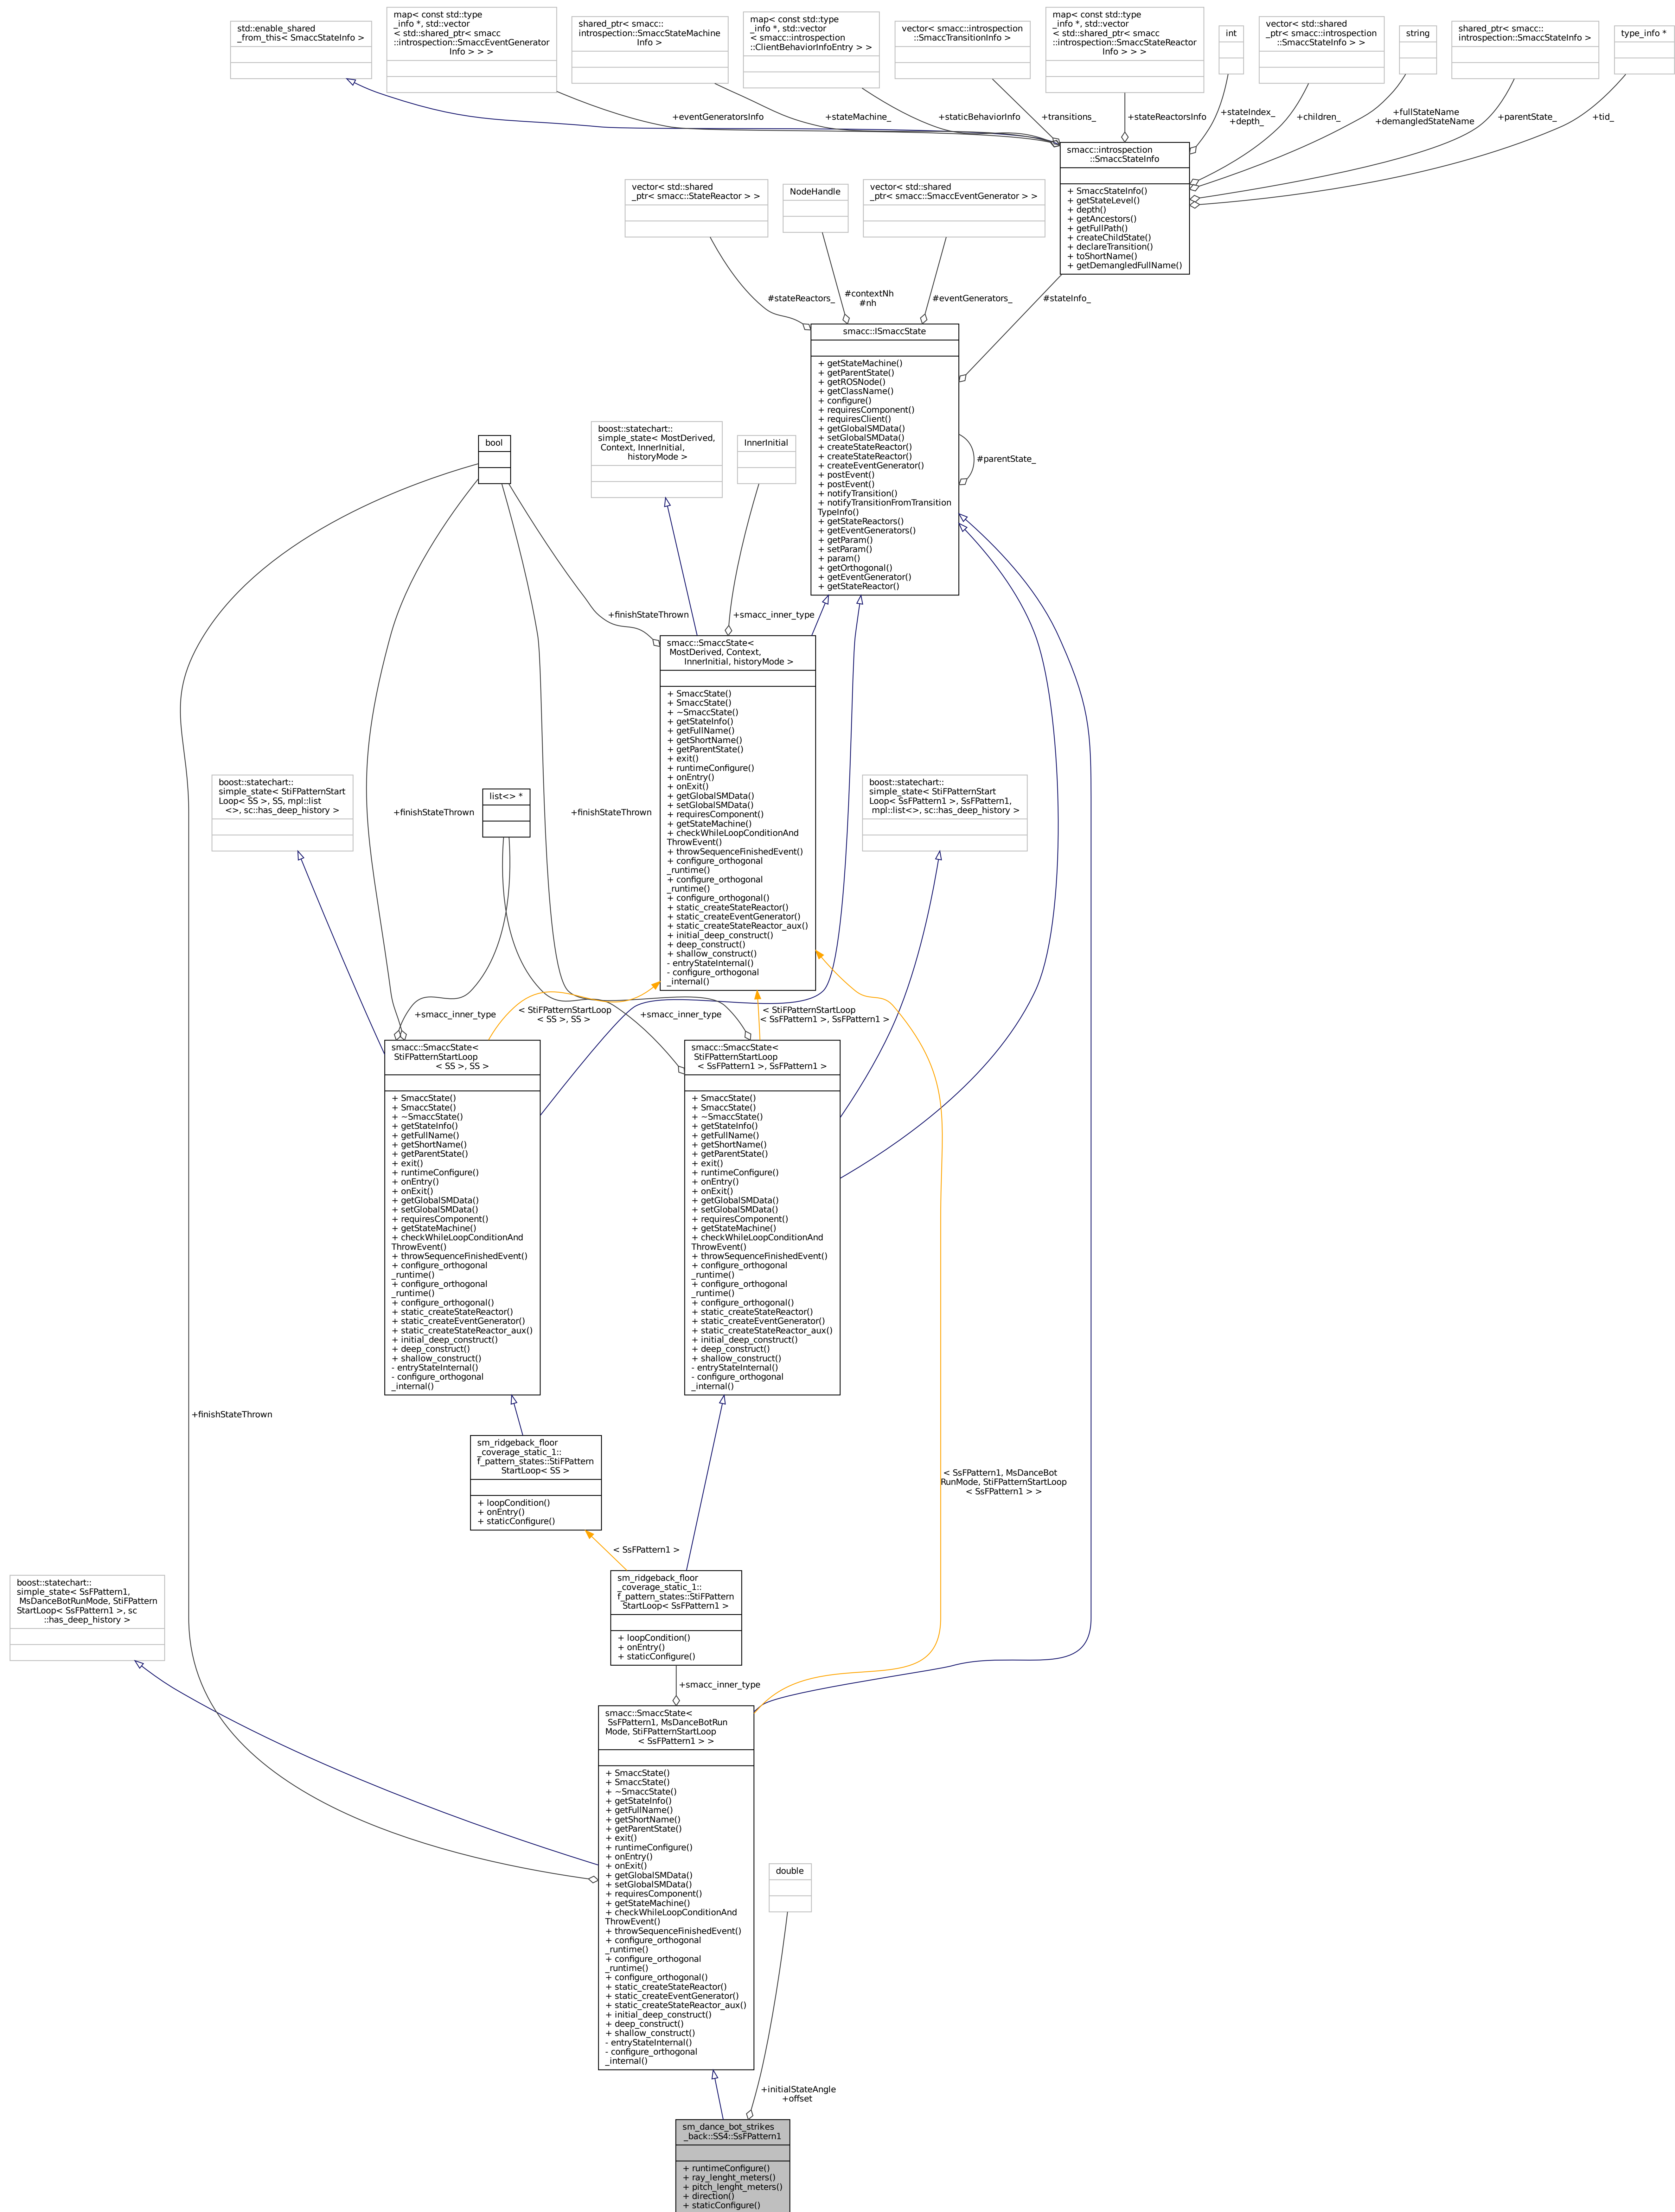 std::enable_shared
_from_this< SmaccStateInfo >
map< const std::type
_info *, std::vector
< std::shared_ptr< smacc
::introspection::SmaccEventGenerator
Info > > >
shared_ptr< smacc::
introspection::SmaccStateMachine
Info >
map< const std::type
_info *, std::vector
< smacc::introspection
::ClientBehaviorInfoEntry > >
vector< smacc::introspection
::SmaccTransitionInfo >
map< const std::type
_info *, std::vector
< std::shared_ptr< smacc
::introspection::SmaccStateReactor
Info > > >
int
vector< std::shared
_ptr< smacc::introspection
::SmaccStateInfo > >
string
shared_ptr< smacc::
introspection::SmaccStateInfo >
type_info *
+eventGeneratorsInfo
+stateMachine_
+staticBehaviorInfo
+transitions_
+stateReactorsInfo
+stateIndex_
+depth_
+children_
+fullStateName
+demangledStateName
+parentState_
+tid_
smacc::introspection
::SmaccStateInfo
+ SmaccStateInfo()
+ getStateLevel()
+ depth()
+ getAncestors()
+ getFullPath()
+ createChildState()
+ declareTransition()
+ toShortName()
+ getDemangledFullName()
vector< std::shared
_ptr< smacc::StateReactor > >
NodeHandle
vector< std::shared
_ptr< smacc::SmaccEventGenerator > >
#stateReactors_
#contextNh
#nh
#eventGenerators_
#stateInfo_
smacc::ISmaccState
+ getStateMachine()
+ getParentState()
+ getROSNode()
+ getClassName()
+ configure()
+ requiresComponent()
+ requiresClient()
+ getGlobalSMData()
+ setGlobalSMData()
+ createStateReactor()
+ createStateReactor()
+ createEventGenerator()
+ postEvent()
+ postEvent()
+ notifyTransition()
+ notifyTransitionFromTransition
TypeInfo()
+ getStateReactors()
+ getEventGenerators()
+ getParam()
+ setParam()
+ param()
+ getOrthogonal()
+ getEventGenerator()
+ getStateReactor()
#parentState_
bool
boost::statechart::
simple_state< MostDerived,
Context, InnerInitial,
historyMode >
InnerInitial
+finishStateThrown
+smacc_inner_type
smacc::SmaccState<
MostDerived, Context,
InnerInitial, historyMode >
+ SmaccState()
+ SmaccState()
+ ~SmaccState()
+ getStateInfo()
+ getFullName()
+ getShortName()
+ getParentState()
+ exit()
+ runtimeConfigure()
+ onEntry()
+ onExit()
+ getGlobalSMData()
+ setGlobalSMData()
+ requiresComponent()
+ getStateMachine()
+ checkWhileLoopConditionAnd
ThrowEvent()
+ throwSequenceFinishedEvent()
+ configure_orthogonal
_runtime()
+ configure_orthogonal
_runtime()
+ configure_orthogonal()
+ static_createStateReactor()
+ static_createEventGenerator()
+ static_createStateReactor_aux()
+ initial_deep_construct()
+ deep_construct()
+ shallow_construct()
- entryStateInternal()
- configure_orthogonal
_internal()
boost::statechart::
simple_state< StiFPatternStart
Loop< SS >, SS, mpl::list
<>, sc::has_deep_history >
+finishStateThrown
list<> *
+finishStateThrown
boost::statechart::
simple_state< StiFPatternStart
Loop< SsFPattern1 >, SsFPattern1,
mpl::list<>, sc::has_deep_history >
+smacc_inner_type
< StiFPatternStartLoop
< SS >, SS >
+smacc_inner_type
< StiFPatternStartLoop
< SsFPattern1 >, SsFPattern1 >
smacc::SmaccState<
StiFPatternStartLoop
< SS >, SS >
+ SmaccState()
+ SmaccState()
+ ~SmaccState()
+ getStateInfo()
+ getFullName()
+ getShortName()
+ getParentState()
+ exit()
+ runtimeConfigure()
+ onEntry()
+ onExit()
+ getGlobalSMData()
+ setGlobalSMData()
+ requiresComponent()
+ getStateMachine()
+ checkWhileLoopConditionAnd
ThrowEvent()
+ throwSequenceFinishedEvent()
+ configure_orthogonal
_runtime()
+ configure_orthogonal
_runtime()
+ configure_orthogonal()
+ static_createStateReactor()
+ static_createEventGenerator()
+ static_createStateReactor_aux()
+ initial_deep_construct()
+ deep_construct()
+ shallow_construct()
- entryStateInternal()
- configure_orthogonal
_internal()
smacc::SmaccState<
StiFPatternStartLoop
< SsFPattern1 >, SsFPattern1 >
+ SmaccState()
+ SmaccState()
+ ~SmaccState()
+ getStateInfo()
+ getFullName()
+ getShortName()
+ getParentState()
+ exit()
+ runtimeConfigure()
+ onEntry()
+ onExit()
+ getGlobalSMData()
+ setGlobalSMData()
+ requiresComponent()
+ getStateMachine()
+ checkWhileLoopConditionAnd
ThrowEvent()
+ throwSequenceFinishedEvent()
+ configure_orthogonal
_runtime()
+ configure_orthogonal
_runtime()
+ configure_orthogonal()
+ static_createStateReactor()
+ static_createEventGenerator()
+ static_createStateReactor_aux()
+ initial_deep_construct()
+ deep_construct()
+ shallow_construct()
- entryStateInternal()
- configure_orthogonal
_internal()
+finishStateThrown
sm_ridgeback_floor
_coverage_static_1::
f_pattern_states::StiFPattern
StartLoop< SS >
+ loopCondition()
+ onEntry()
+ staticConfigure()
< SsFPattern1, MsDanceBot
RunMode, StiFPatternStartLoop
< SsFPattern1 > >
< SsFPattern1 >
boost::statechart::
simple_state< SsFPattern1,
MsDanceBotRunMode, StiFPattern
StartLoop< SsFPattern1 >, sc
::has_deep_history >
sm_ridgeback_floor
_coverage_static_1::
f_pattern_states::StiFPattern
StartLoop< SsFPattern1 >
+ loopCondition()
+ onEntry()
+ staticConfigure()
+smacc_inner_type
smacc::SmaccState<
SsFPattern1, MsDanceBotRun
Mode, StiFPatternStartLoop
< SsFPattern1 > >
+ SmaccState()
+ SmaccState()
+ ~SmaccState()
+ getStateInfo()
+ getFullName()
+ getShortName()
+ getParentState()
+ exit()
+ runtimeConfigure()
+ onEntry()
+ onExit()
+ getGlobalSMData()
+ setGlobalSMData()
+ requiresComponent()
+ getStateMachine()
+ checkWhileLoopConditionAnd
ThrowEvent()
+ throwSequenceFinishedEvent()
+ configure_orthogonal
_runtime()
+ configure_orthogonal
_runtime()
+ configure_orthogonal()
+ static_createStateReactor()
+ static_createEventGenerator()
+ static_createStateReactor_aux()
+ initial_deep_construct()
+ deep_construct()
+ shallow_construct()
- entryStateInternal()
- configure_orthogonal
_internal()
double
+initialStateAngle
+offset
sm_dance_bot_strikes
_back::SS4::SsFPattern1
+ runtimeConfigure()
+ ray_lenght_meters()
+ pitch_lenght_meters()
+ direction()
+ staticConfigure()